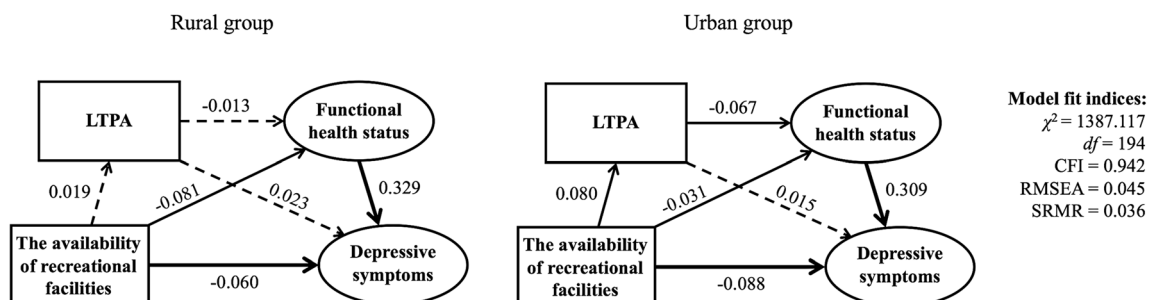 Rural group
Urban group
LTPA
-0.013
Functional
health status
0.019
-0.081
0.023
0.329
The availability
of recreational
facilities
-0.060
Depressive
symptoms
LTPA
-0.067
Functional
health status
0.080
-0.031
0.015
0.309
The availability
of recreational
facilities
-0.088
Depressive
symptoms
Model fit indices:
χ² = 1387.117
df = 194
CFI = 0.942
RMSEA = 0.045
SRMR = 0.036